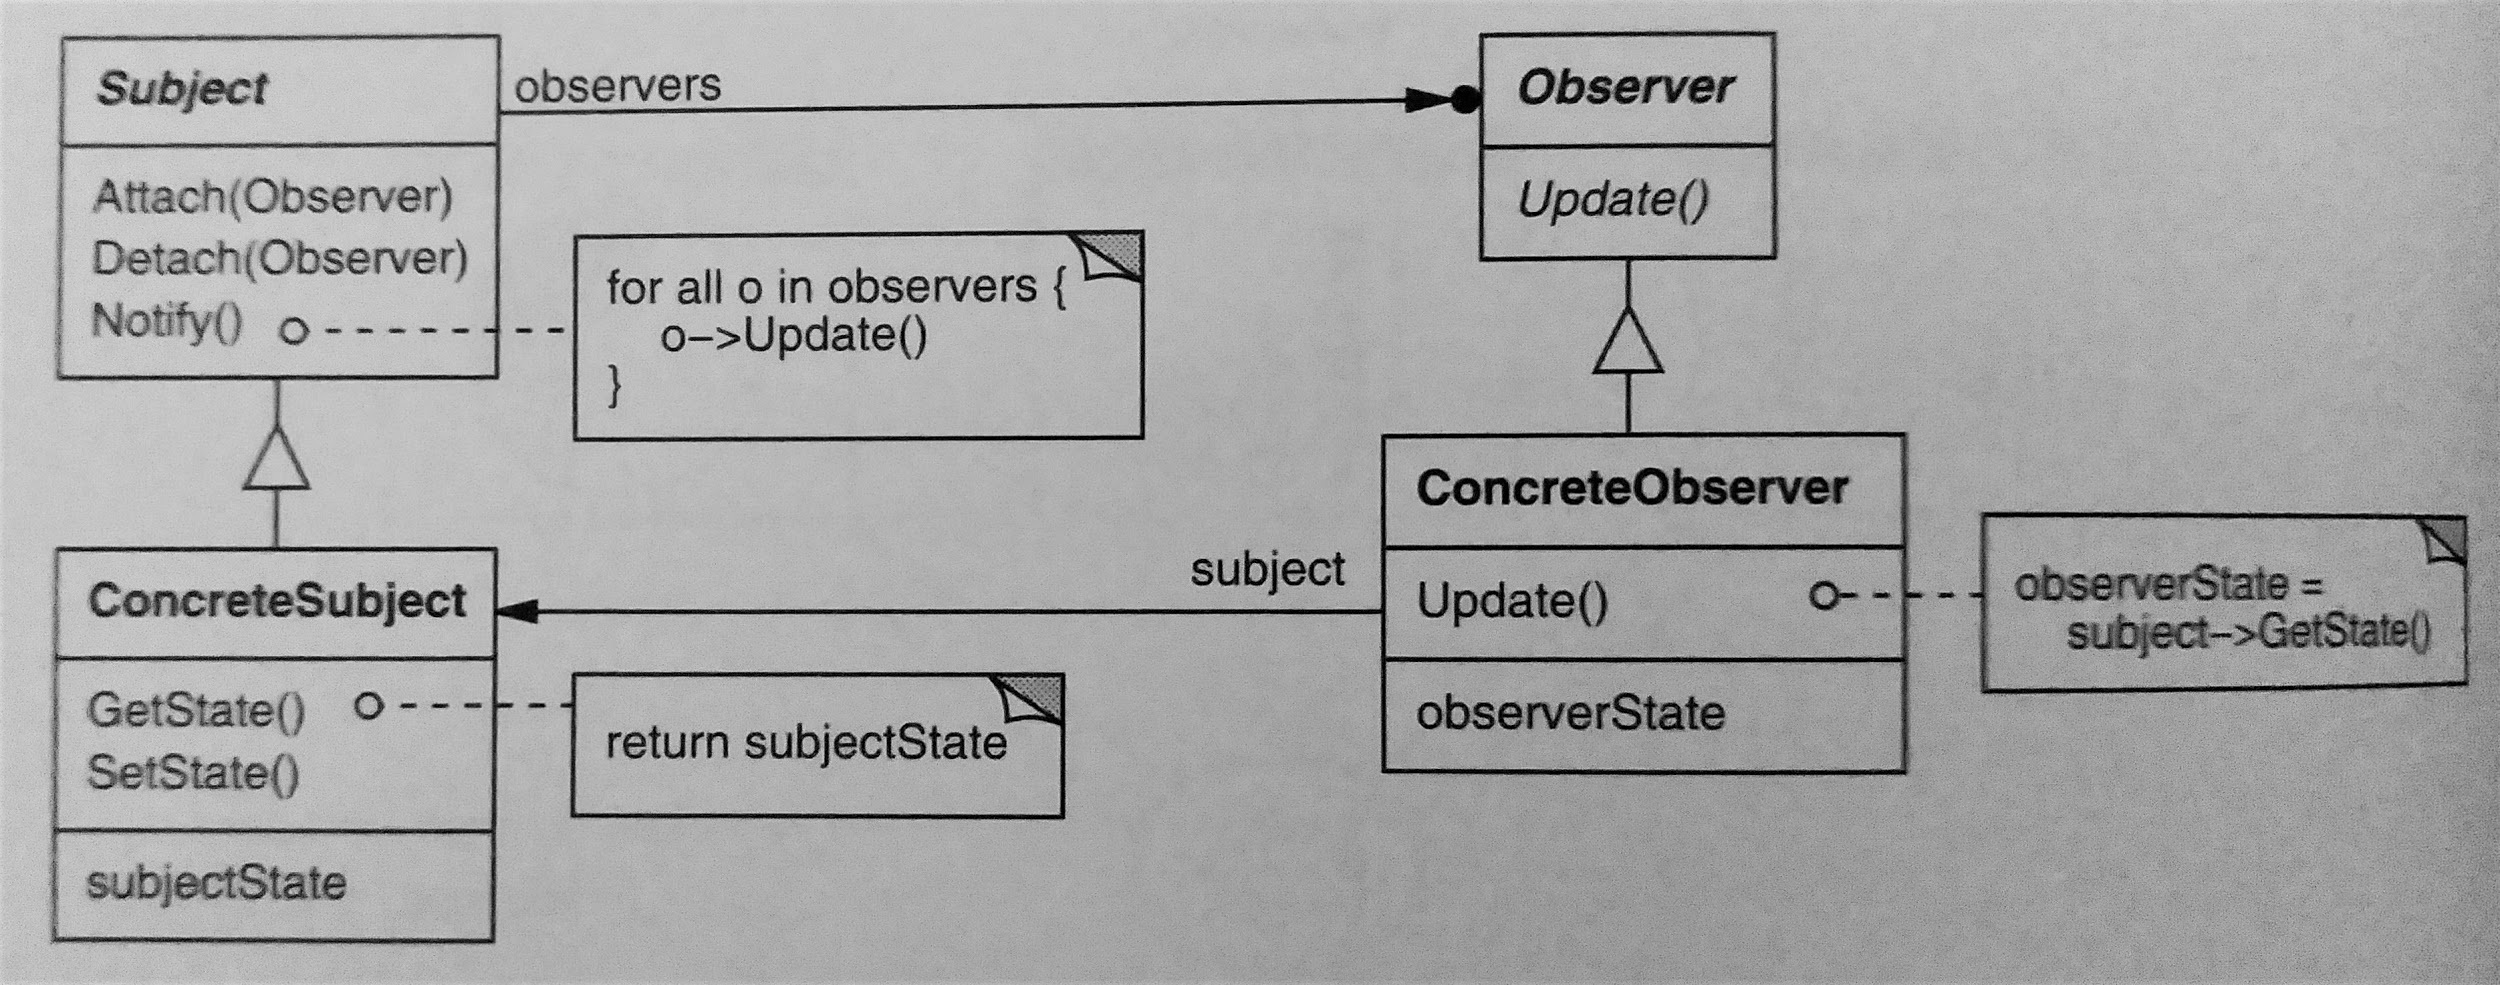 Subject
Attach(Observer)
Detach(Observer)
Notify()
observers
Observer
Update()
for all o in observers {
o->Update()
}
ConcreteSubject
GetState()
SetState()
subjectState
return subjectState
subject
ConcreteObserver
Update()
observerState
observerState =
subject->GetState()